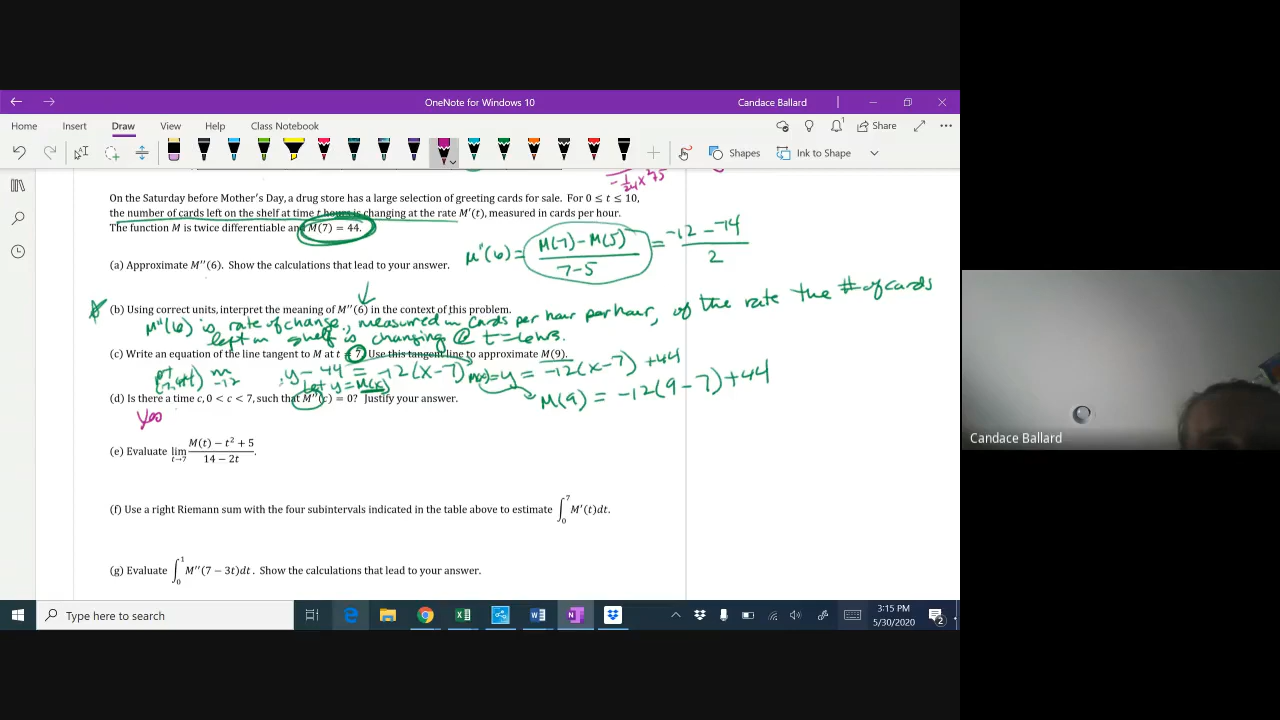 OneNote for Windows 10
Candace Ballard
Home
Insert
Draw
View
Help
Class Notebook
Share
Shapes
Ink to Shape
-1/24 x² 75
On the Saturday before Mother's Day, a drug store has a large selection of greeting cards for sale. For 0 ≤ t ≤ 10,
the number of cards left on the shelf at time t hours is changing at the rate M'(t), measured in cards per hour.
The function M is twice differentiable and M(7) = 44.
M''(6) = M(7) - M(5) / 7-5 = -12 - -74 / 2
(a) Approximate M''(6). Show the calculations that lead to your answer.
(b) Using correct units, interpret the meaning of M''(6) in the context of this problem.
M''(6) is rate of change, measured in cards per hour per hour, of the rate the # of cards
left on shelf is changing @ t=6hrs.
(c) Write an equation of the line tangent to M at t = 7. Use this tangent line to approximate M(9).
pt m
-12
y - 44 = -12(x-7)
let y = M(x)
M(x) = y = -12(x-7) + 44
M(9) = -12(9-7) + 44
(d) Is there a time c, 0 < c < 7, such that M''(c) = 0? Justify your answer.
Yes
(e) Evaluate lim t→7 M(t) − t² + 5 / 14 − 2t.
(f) Use a right Riemann sum with the four subintervals indicated in the table above to estimate ∫₀⁷ M'(t)dt.
(g) Evaluate ∫₀¹ M''(7 − 3t)dt. Show the calculations that lead to your answer.
Candace Ballard
Type here to search
3:15 PM
5/30/2020
2